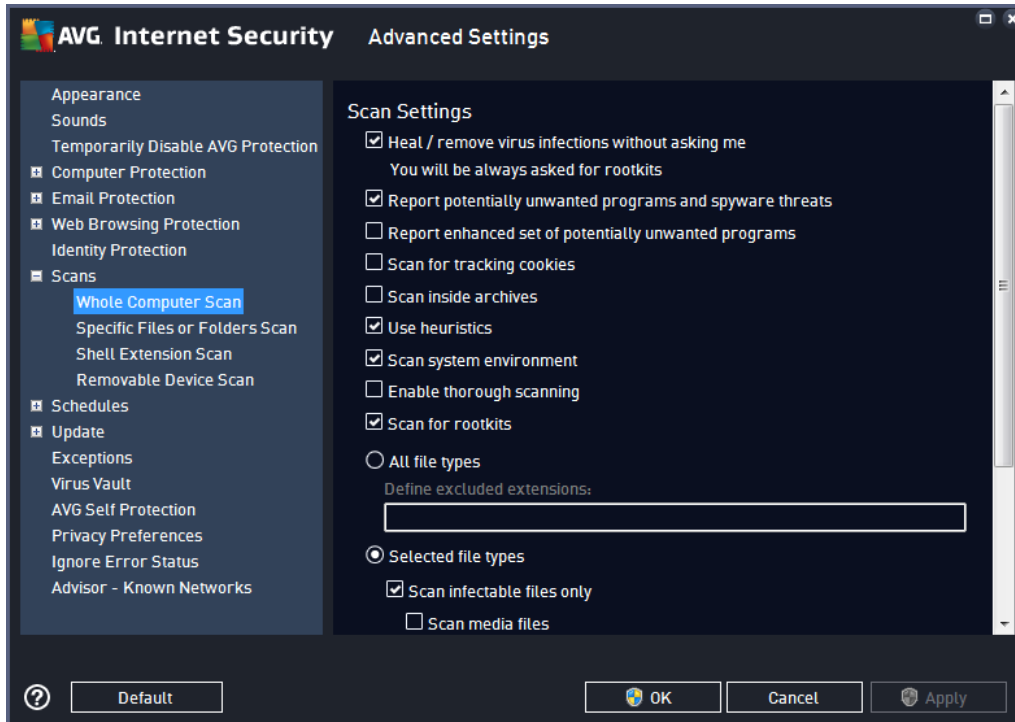 AVG. Internet Security Advanced Settings
Appearance
Sounds
Temporarily Disable AVG Protection
Computer Protection
Email Protection
Web Browsing Protection
Identity Protection
Scans
Whole Computer Scan
Specific Files or Folders Scan
Shell Extension Scan
Removable Device Scan
Schedules
Update
Exceptions
Virus Vault
AVG Self Protection
Privacy Preferences
Ignore Error Status
Advisor - Known Networks
Scan Settings
Heal / remove virus infections without asking me
You will be always asked for rootkits
Report potentially unwanted programs and spyware threats
Report enhanced set of potentially unwanted programs
Scan for tracking cookies
Scan inside archives
Use heuristics
Scan system environment
Enable thorough scanning
Scan for rootkits
All file types
Define excluded extensions:
Selected file types
Scan infectable files only
Scan media files
? Default OK Cancel Apply